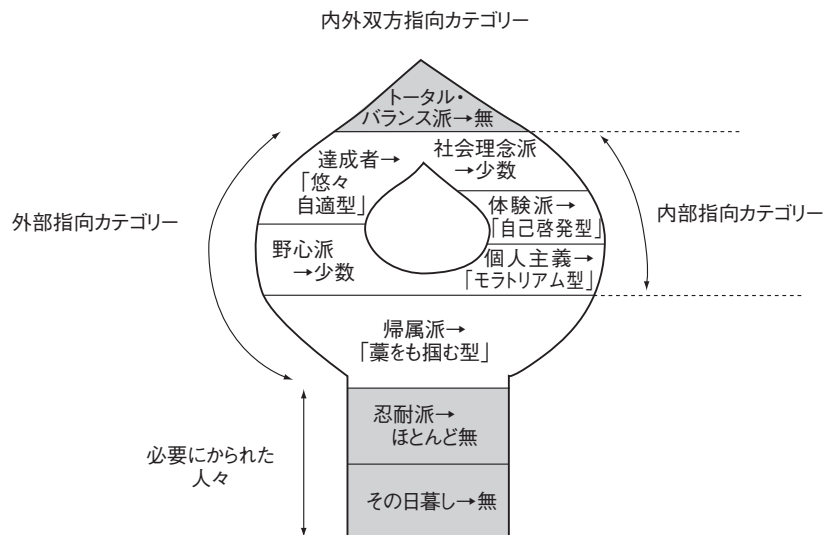 内外双方指向カテゴリー
トータル・
バランス派→無
達成者→
「悠々
自適型」
社会理念派
→少数
外部指向カテゴリー
体験派→
「自己啓発型」
内部指向カテゴリー
野心派
→少数
個人主義→
「モラトリアム型」
帰属派→
「藁をも掴む型」
忍耐派→
ほとんど無
必要にかられた
人々
その日暮し→無